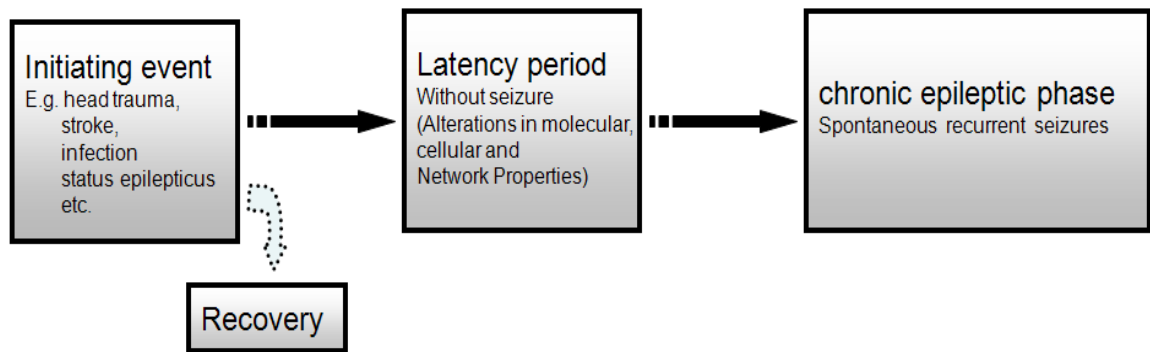 Initiating event
E.g. head trauma,
stroke,
infection
status epilepticus
etc.
Latency period
Without seizure
(Alterations in molecular,
cellular and
Network Properties)
chronic epileptic phase
Spontaneous recurrent seizures
Recovery